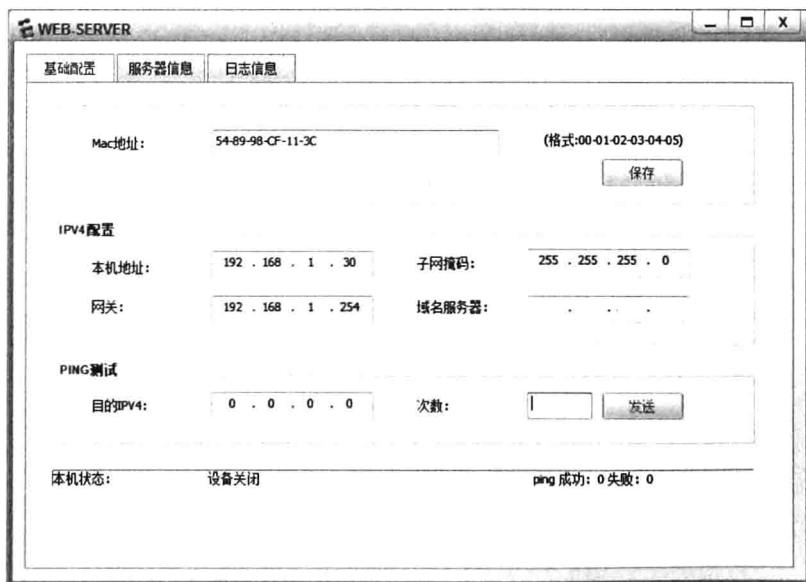 WEB-SERVER
基础配置 服务器信息 日志信息
Mac地址: 54-89-98-CF-11-3C (格式:00-01-02-03-04-05)
保存
IPV4配置
本机地址: 192 . 168 . 1 . 30 子网掩码: 255 . 255 . 255 . 0
网关: 192 . 168 . 1 . 254 域名服务器: . . .
PING测试
目的IPV4: 0 . 0 . 0 . 0 次数: 发送
本机状态: 设备关闭 ping 成功: 0 失败: 0